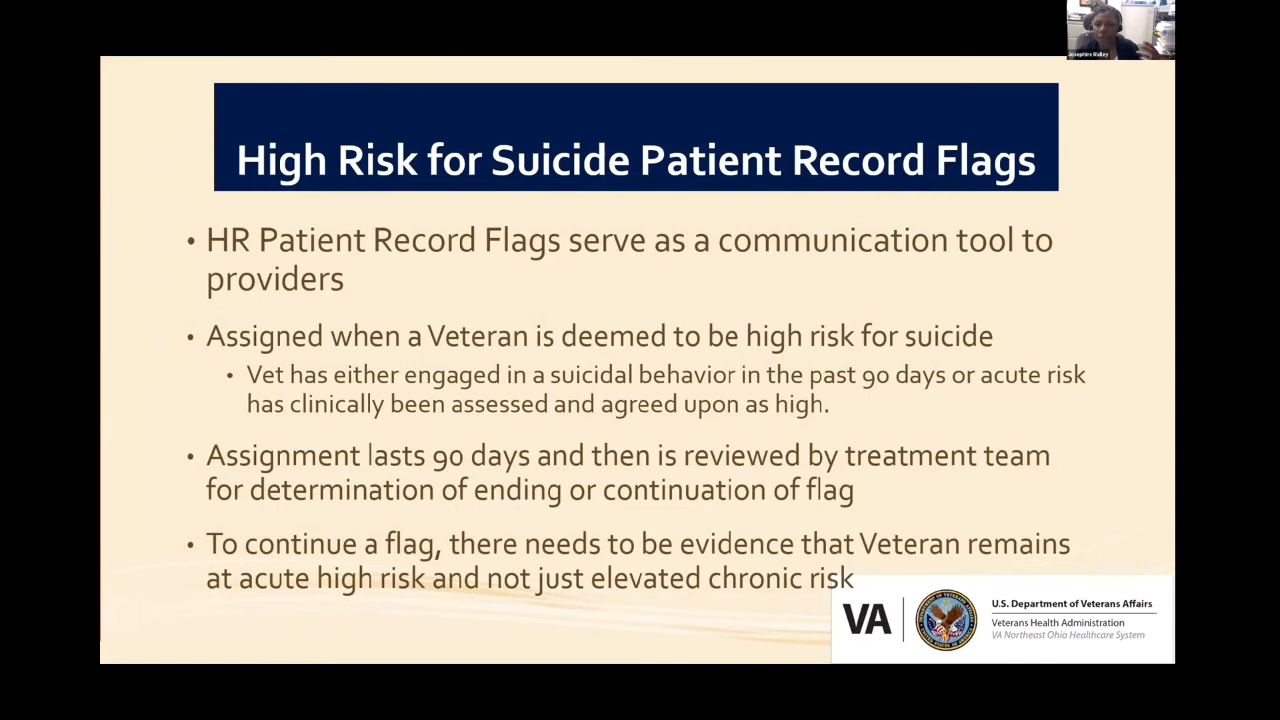 Josephine Ridley
High Risk for Suicide Patient Record Flags
• HR Patient Record Flags serve as a communication tool to
providers
• Assigned when a Veteran is deemed to be high risk for suicide
• Vet has either engaged in a suicidal behavior in the past 90 days or acute risk
has clinically been assessed and agreed upon as high.
• Assignment lasts 90 days and then is reviewed by treatment team
for determination of ending or continuation of flag
• To continue a flag, there needs to be evidence that Veteran remains
at acute high risk and not just elevated chronic risk
VA
U.S. Department of Veterans Affairs
Veterans Health Administration
VA Northeast Ohio Healthcare System